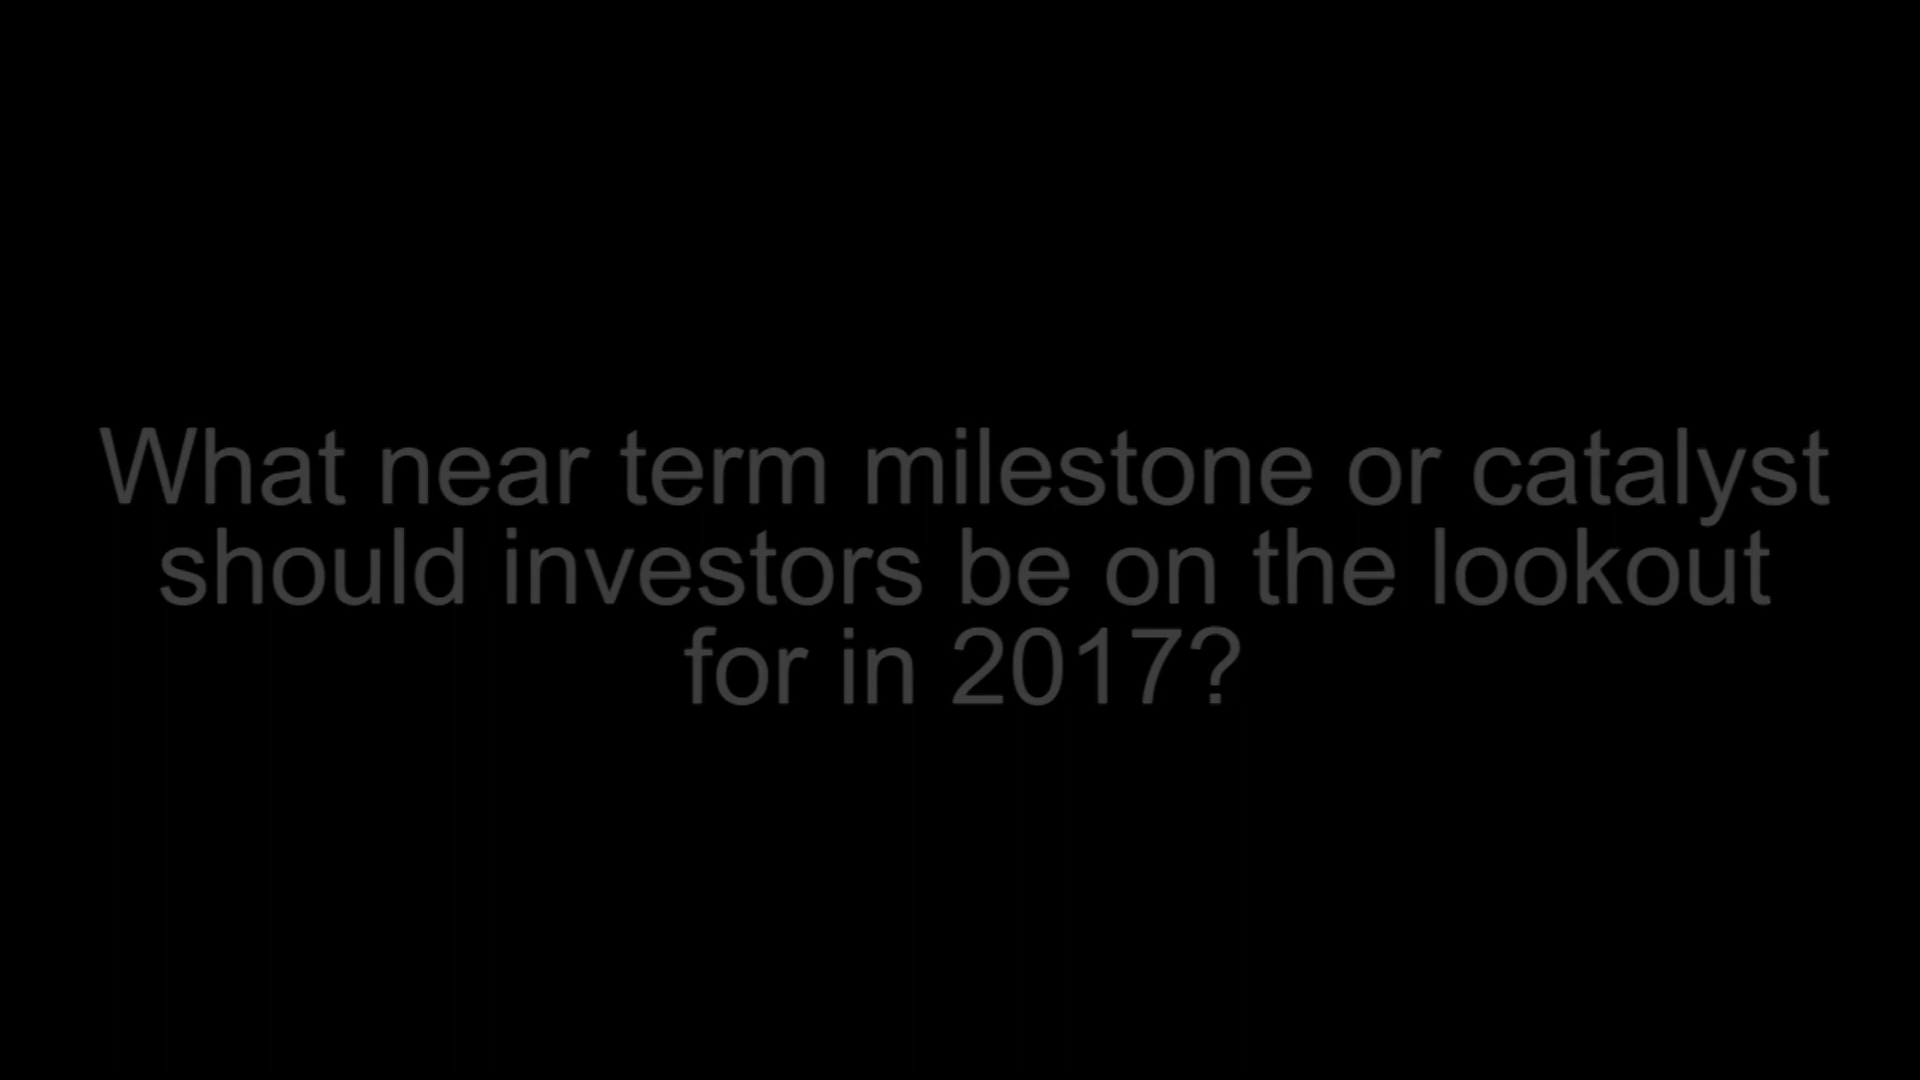 What near term milestone or catalyst
should investors be on the lookout
for in 2017?